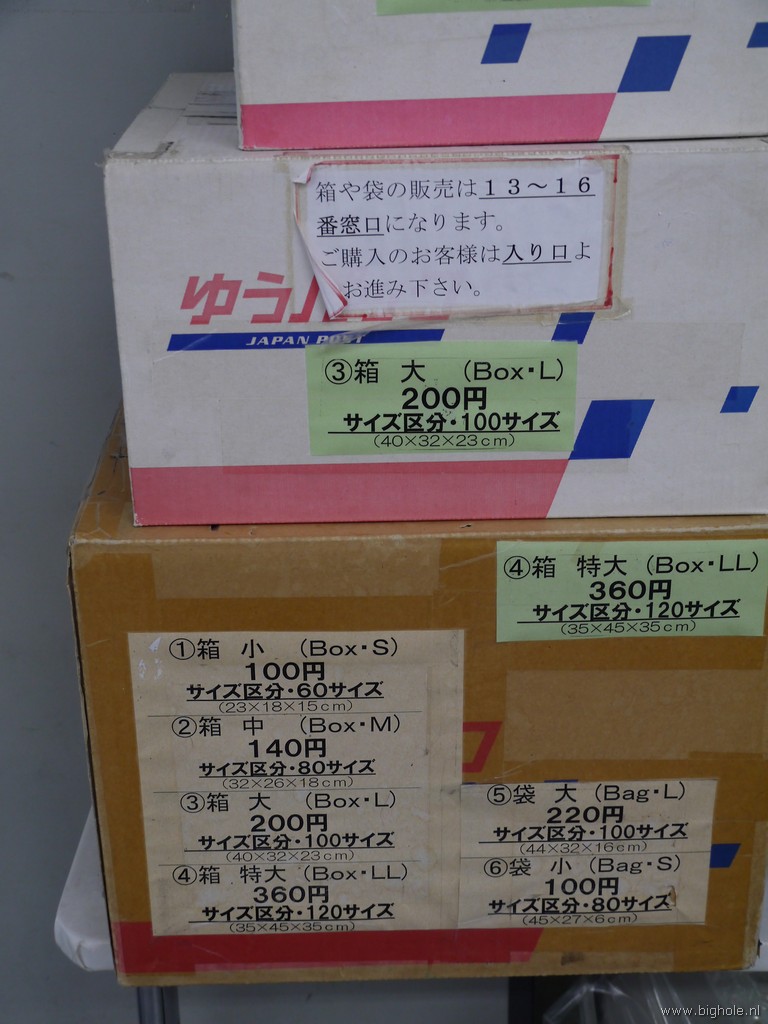 箱や袋の販売は１３～１６
番窓口になります。
ご購入のお客様は入り口よ
お進み下さい。
ゆう
JAPAN POST
③箱 大 (Box・L)
200円
サイズ区分・100サイズ
(40×32×23cm)
④箱 特大 (Box・LL)
360円
サイズ区分・120サイズ
(35×45×35cm)
①箱 小 (Box・S)
100円
サイズ区分・60サイズ
(23×18×15cm)
②箱 中 (Box・M)
140円
サイズ区分・80サイズ
(32×26×18cm)
③箱 大 (Box・L)
200円
サイズ区分・100サイズ
(40×32×23cm)
④箱 特大 (Box・LL)
360円
サイズ区分・120サイズ
(35×45×35cm)
⑤袋 大 (Bag・L)
220円
サイズ区分・100サイズ
(44×32×16cm)
⑥袋 小 (Bag・S)
100円
サイズ区分・80サイズ
(45×27×6cm)
www.bighole.nl